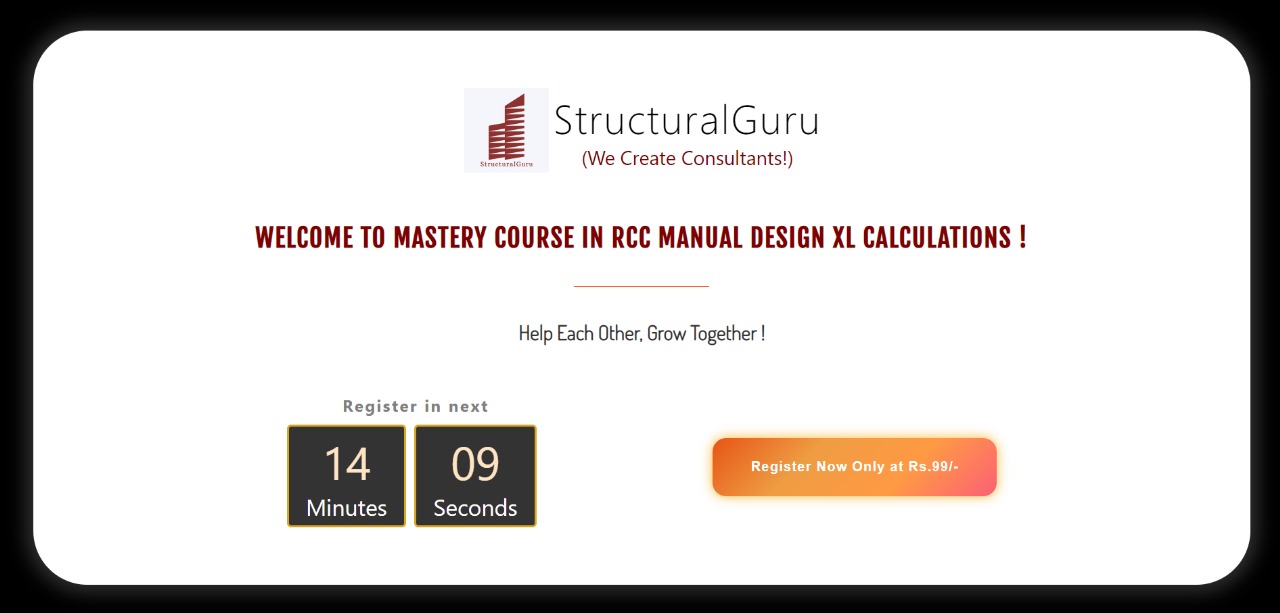 StructuralGuru
StructuralGuru
(We Create Consultants!)
WELCOME TO MASTERY COURSE IN RCC MANUAL DESIGN XL CALCULATIONS !
Help Each Other, Grow Together !
Register in next
14 09
Minutes Seconds
Register Now Only at Rs.99/-